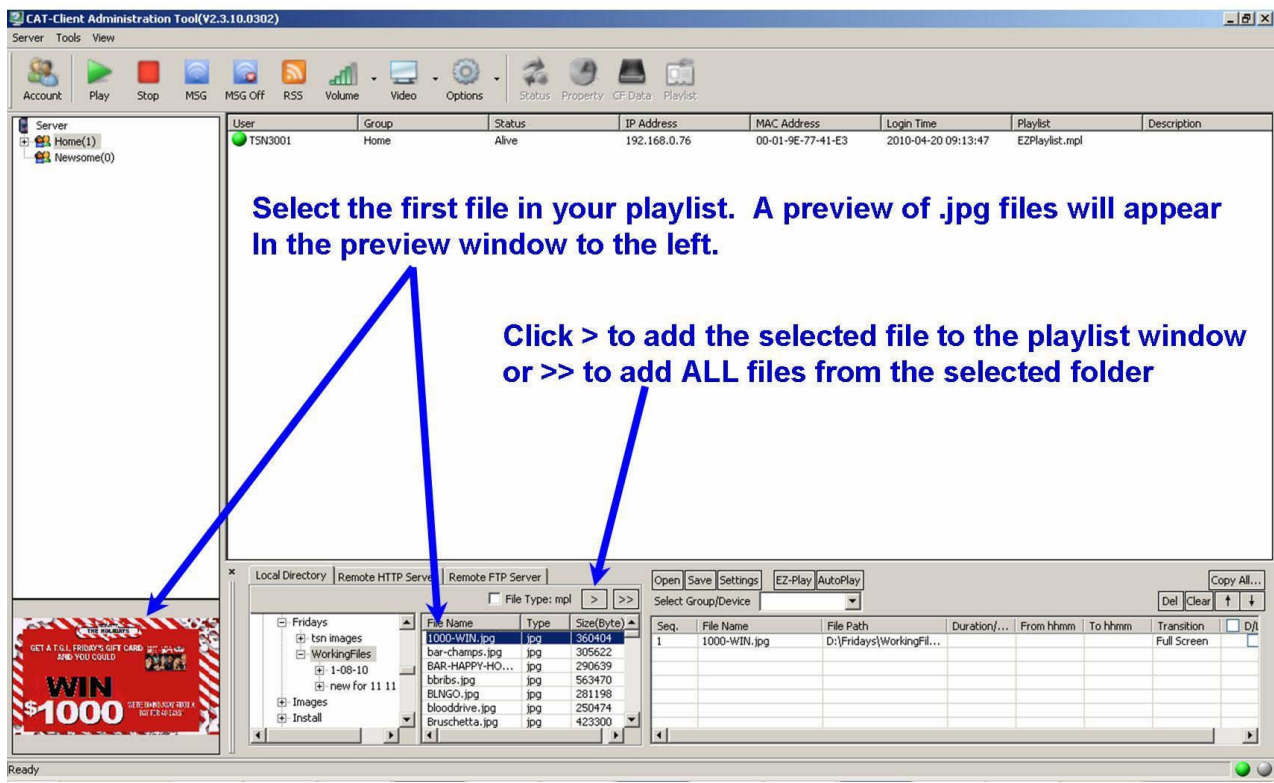 CAT-Client Administration Tool(V2.3.10.0302)
Server Tools View
Account Play Stop MSG MSG Off RSS Volume Video Options Status Property CF Data Playlist
Server
Home(1)
Newsome(0)
User Group Status IP Address MAC Address Login Time Playlist Description
TSN3001 Home Alive 192.168.0.76 00-01-9E-77-41-E3 2010-04-20 09:13:47 EZPlaylist.mpl
Select the first file in your playlist. A preview of .jpg files will appear
In the preview window to the left.
Click > to add the selected file to the playlist window
or >> to add ALL files from the selected folder
THE HOLIDAYS
GET A T.G.I. FRIDAY'S GIFT CARD
AND YOU COULD
WIN
$1000
Local Directory Remote HTTP Server Remote FTP Server
File Type: mpl > >>
Fridays
tsn images
WorkingFiles
1-08-10
new for 11 11
Images
Install
File Name Type Size(Byte)
1000-WIN.jpg jpg 360404
bar-champs.jpg jpg 305622
BAR-HAPPY-HO... jpg 290639
bbribs.jpg jpg 563470
BLNGO.jpg jpg 281198
blooddrive.jpg jpg 250474
Bruschetta.jpg jpg 423300
Open Save Settings EZ-Play AutoPlay Copy All...
Select Group/Device Del Clear
Seq. File Name File Path Duration/... From hhmm To hhmm Transition D/L
1 1000-WIN.jpg D:\Fridays\WorkingFil... Full Screen
Ready